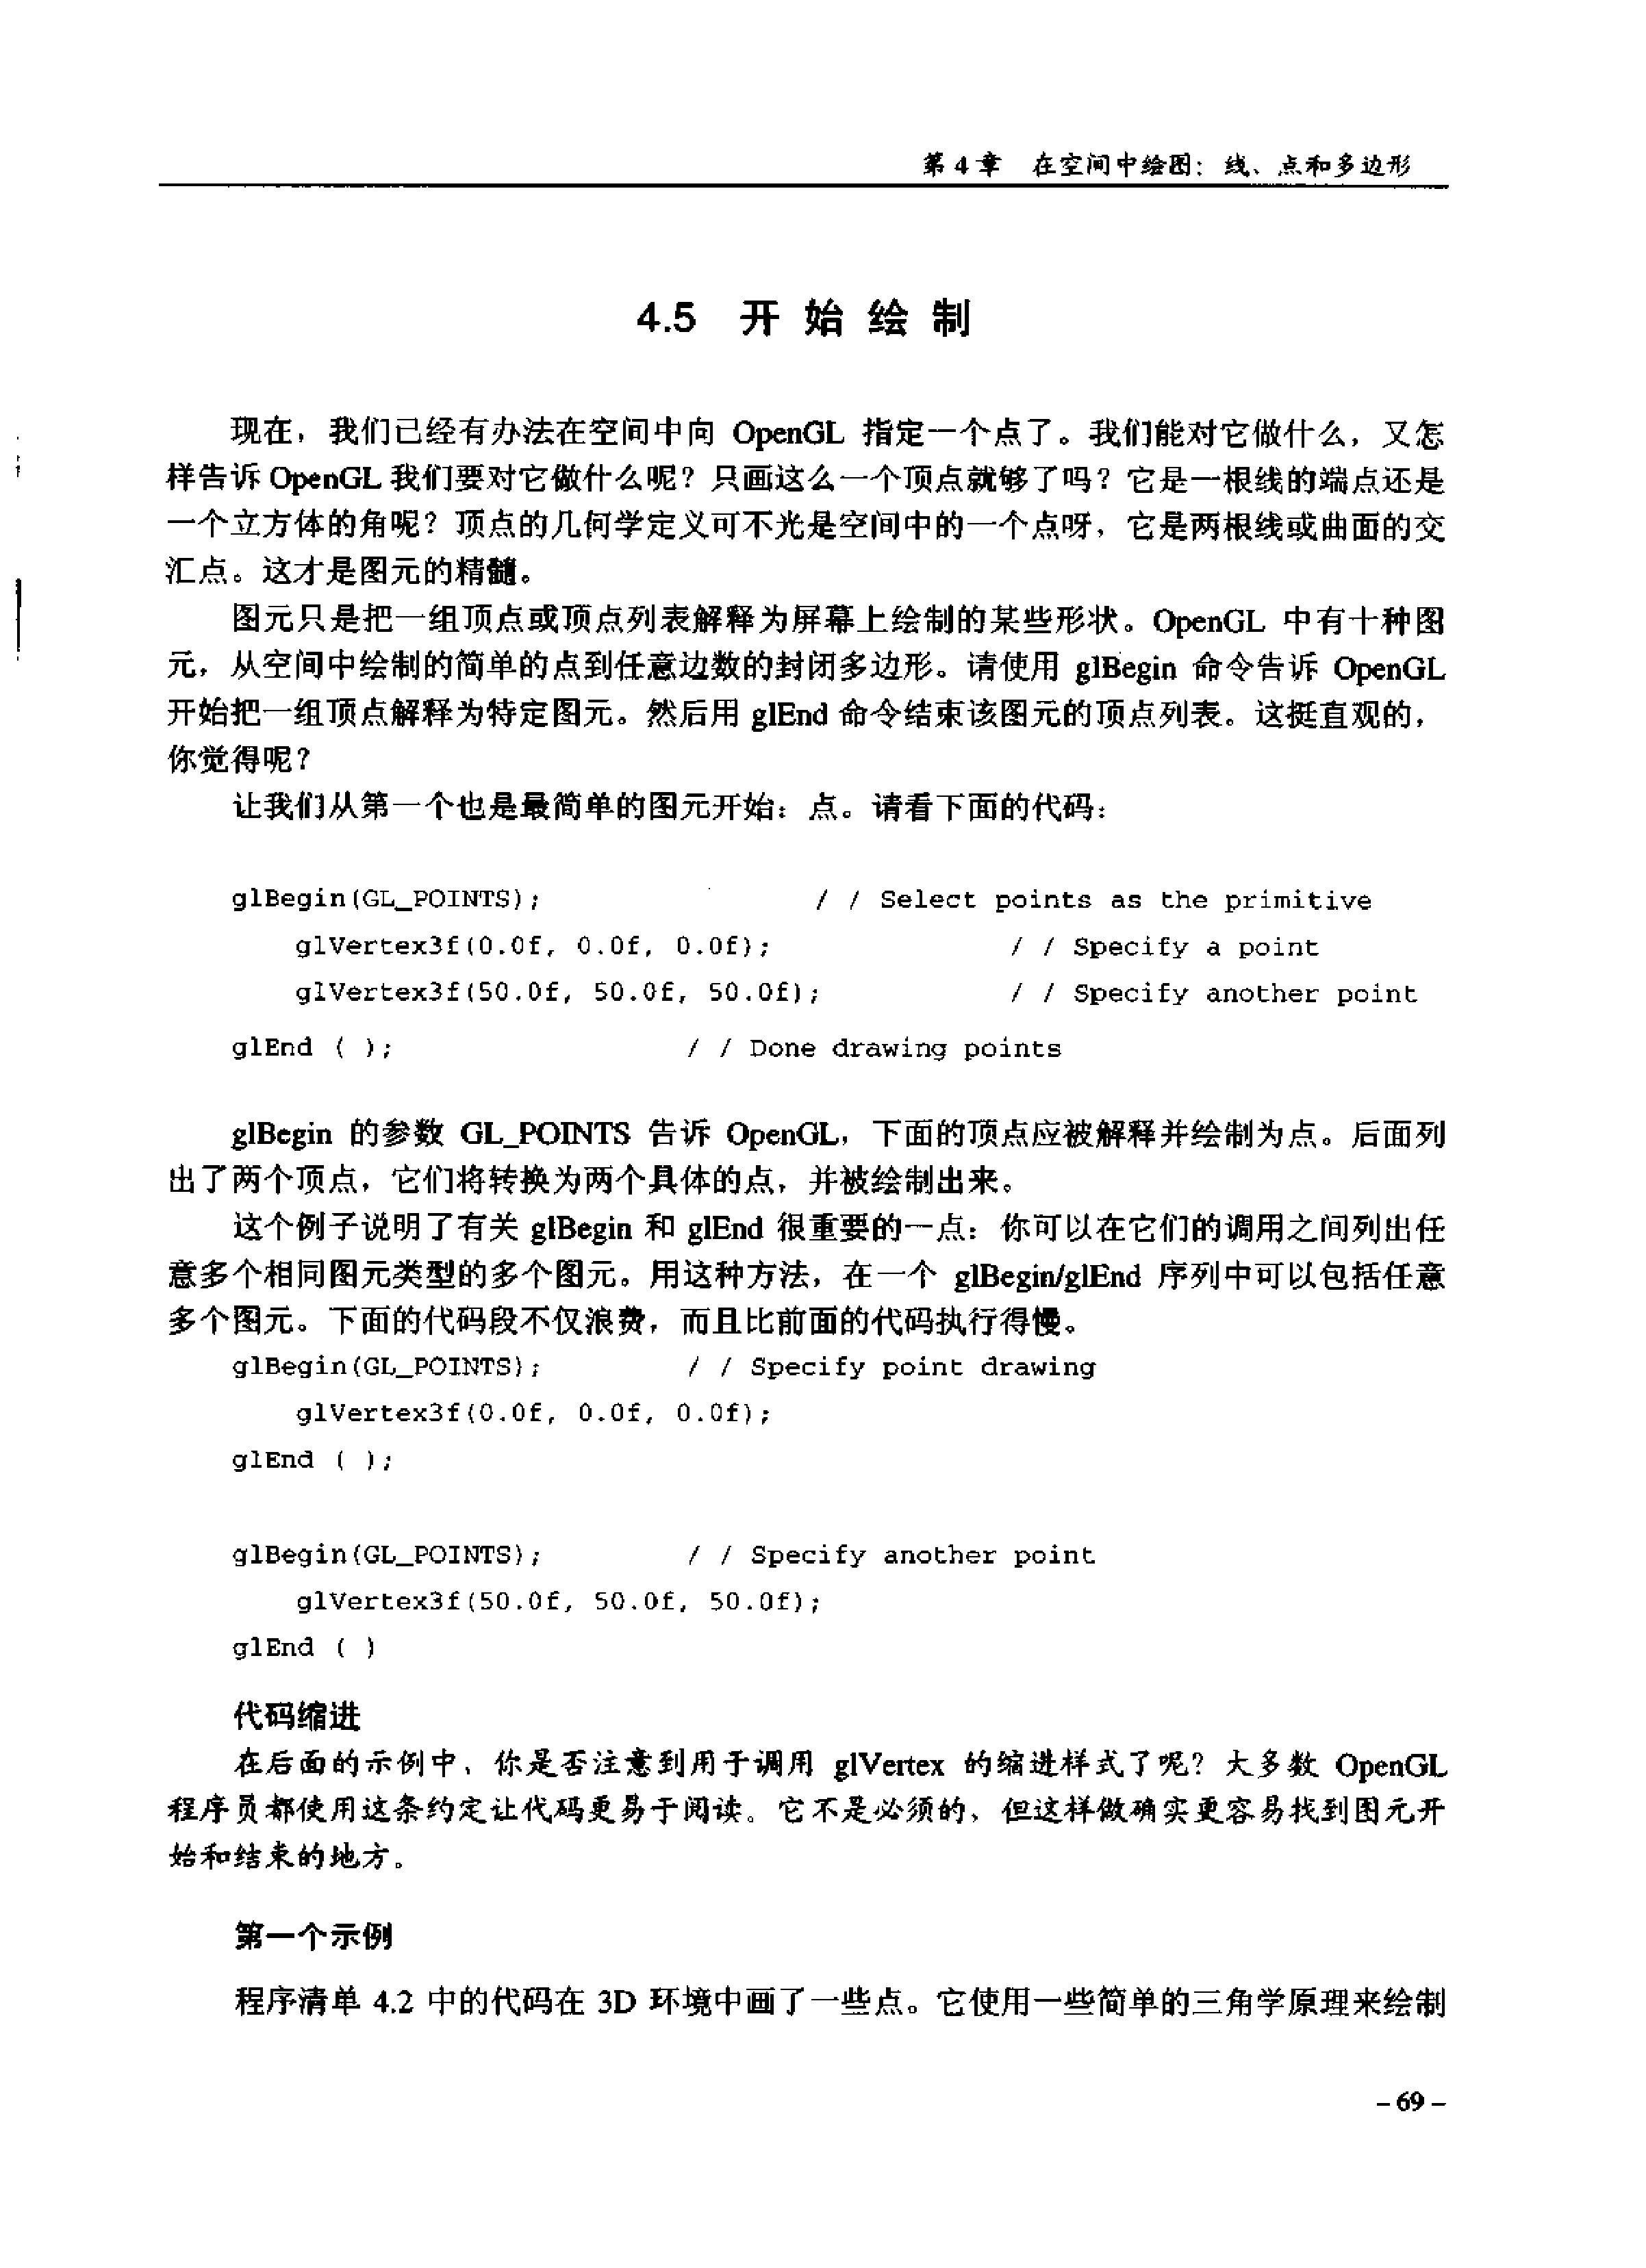 第 4 章　在空间中绘图：线、点和多边形
4.5　开 始 绘 制
现在，我们已经有办法在空间中向 OpenGL 指定一个点了。我们能对它做什么，又怎
样告诉 OpenGL 我们要对它做什么呢？只画这么一个顶点就够了吗？它是一根线的端点还是
一个立方体的角呢？顶点的几何学定义可不光是空间中的一个点呀，它是两根线或曲面的交
汇点。这才是图元的精髓。
图元只是把一组顶点或顶点列表解释为屏幕上绘制的某些形状。OpenGL 中有十种图
元，从空间中绘制的简单的点到任意边数的封闭多边形。请使用 glBegin 命令告诉 OpenGL
开始把一组顶点解释为特定图元。然后用 glEnd 命令结束该图元的顶点列表。这挺直观的，
你觉得呢？
让我们从第一个也是最简单的图元开始：点。请看下面的代码：
glBegin(GL_POINTS);　　/ / Select points as the primitive
glVertex3f(0.0f, 0.0f, 0.0f);　　/ / Specify a point
glVertex3f(50.0f, 50.0f, 50.0f);　　/ / Specify another point
glEnd ( );　　/ / Done drawing points
glBegin 的参数 GL_POINTS 告诉 OpenGL，下面的顶点应被解释并绘制为点。后面列
出了两个顶点，它们将转换为两个具体的点，并被绘制出来。
这个例子说明了有关 glBegin 和 glEnd 很重要的一点：你可以在它们的调用之间列出任
意多个相同图元类型的多个图元。用这种方法，在一个 glBegin/glEnd 序列中可以包括任意
多个图元。下面的代码段不仅浪费，而且比前面的代码执行得慢。
glBegin(GL_POINTS);　　/ / Specify point drawing
glVertex3f(0.0f, 0.0f, 0.0f);
glEnd ( );
glBegin(GL_POINTS);　　/ / Specify another point
glVertex3f(50.0f, 50.0f, 50.0f);
glEnd ( )
代码缩进
在后面的示例中，你是否注意到用于调用 glVertex 的缩进样式了呢？大多数 OpenGL
程序员都使用这条约定让代码更易于阅读。它不是必须的，但这样做确实更容易找到图元开
始和结束的地方。
第一个示例
程序清单 4.2 中的代码在 3D 环境中画了一些点。它使用一些简单的三角学原理来绘制
– 69 –